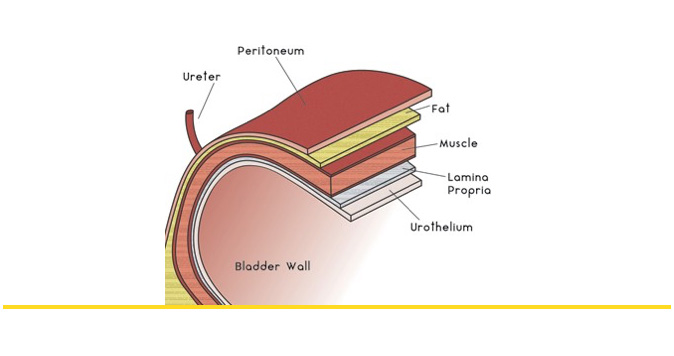 Peritoneum
Ureter
Fat
Muscle
Lamina
Propria
Urothelium
Bladder Wall